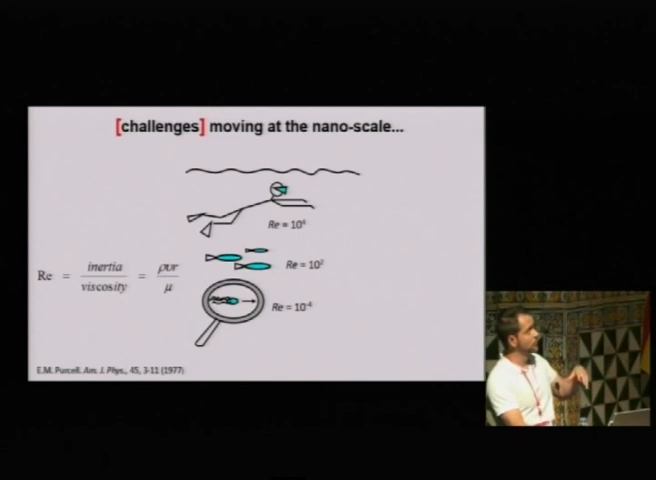 [challenges] moving at the nano-scale...
Re = 10⁴
Re = 10²
Re = inertia / viscosity = ρυr / μ
Re = 10⁻⁴
E.M. Purcell. Am. J. Phys., 45, 3-11 (1977)